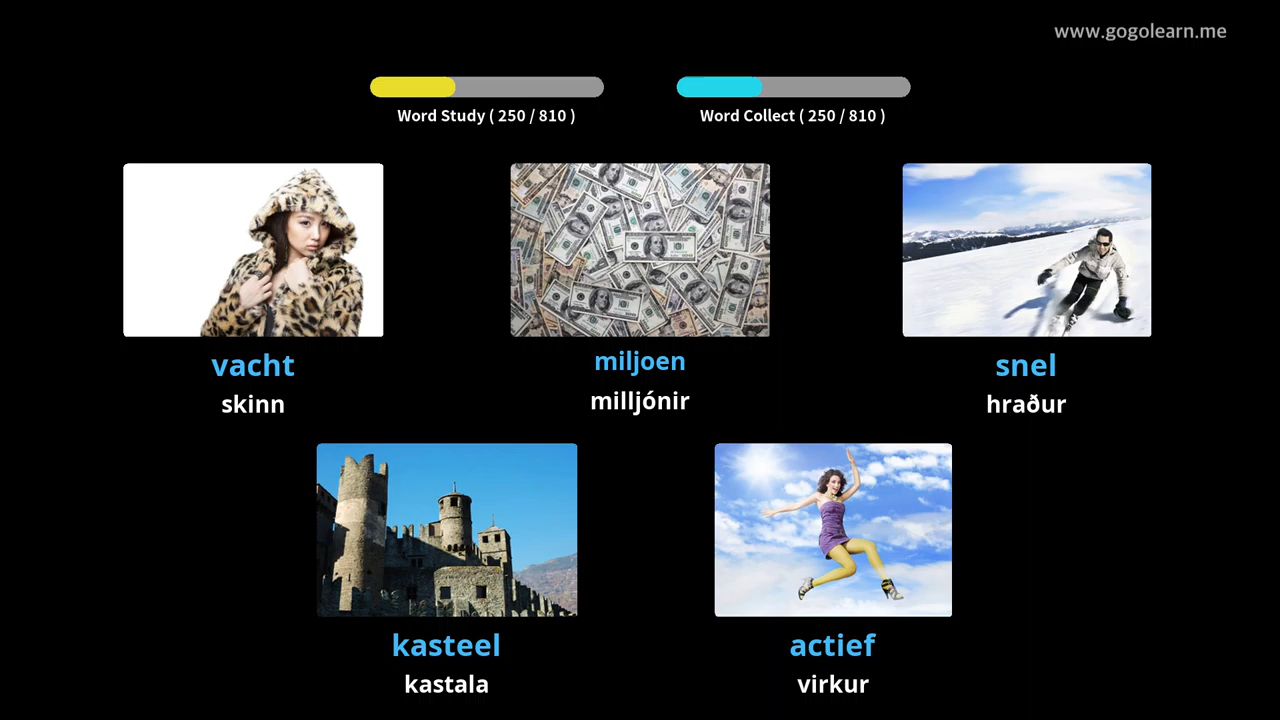 www.gogolearn.me
Word Study ( 250 / 810 )
Word Collect ( 250 / 810 )
vacht
skinn
miljoen
milljónir
snel
hraður
kasteel
kastala
actief
virkur